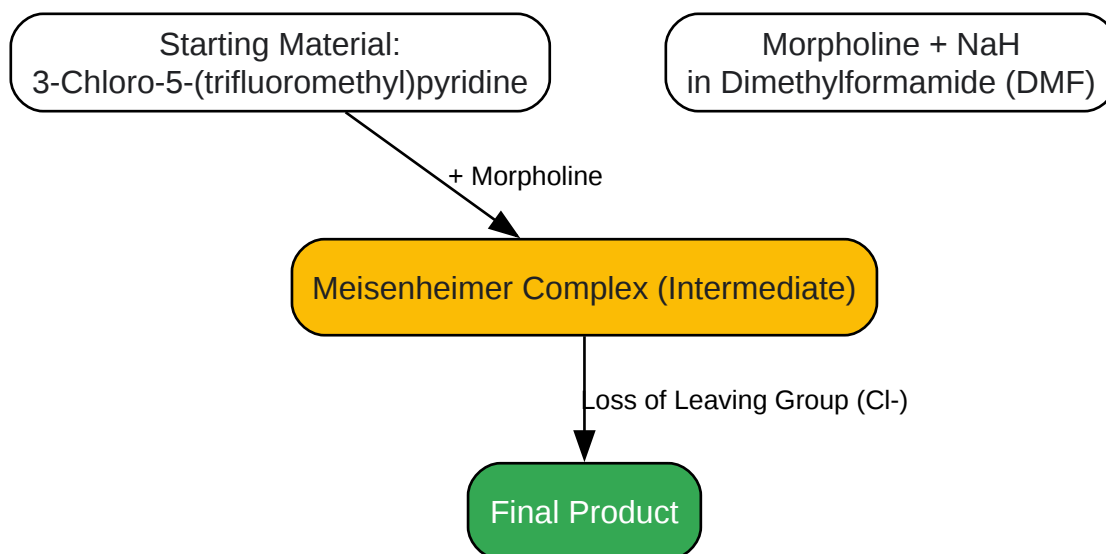 Starting Material:
3-Chloro-5-(trifluoromethyl)pyridine
Morpholine + NaH
in Dimethylformamide (DMF)
+ Morpholine
Meisenheimer Complex (Intermediate)
Loss of Leaving Group (Cl-)
Final Product